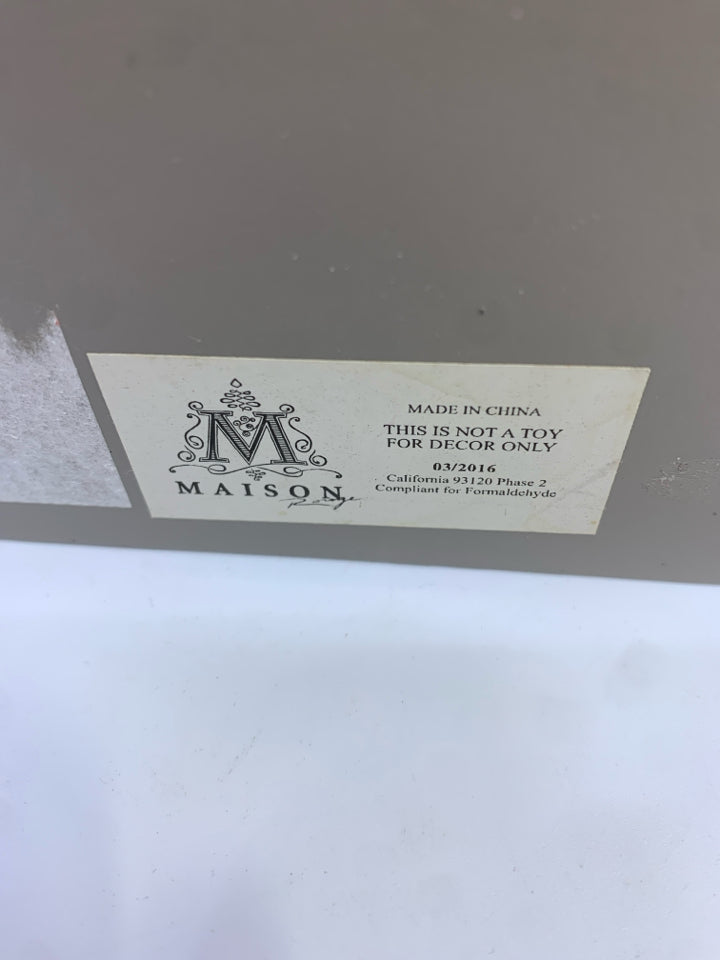 M
MAISON
MADE IN CHINA
THIS IS NOT A TOY
FOR DECOR ONLY
03/2016
California 93120 Phase 2
Compliant for Formaldehyde